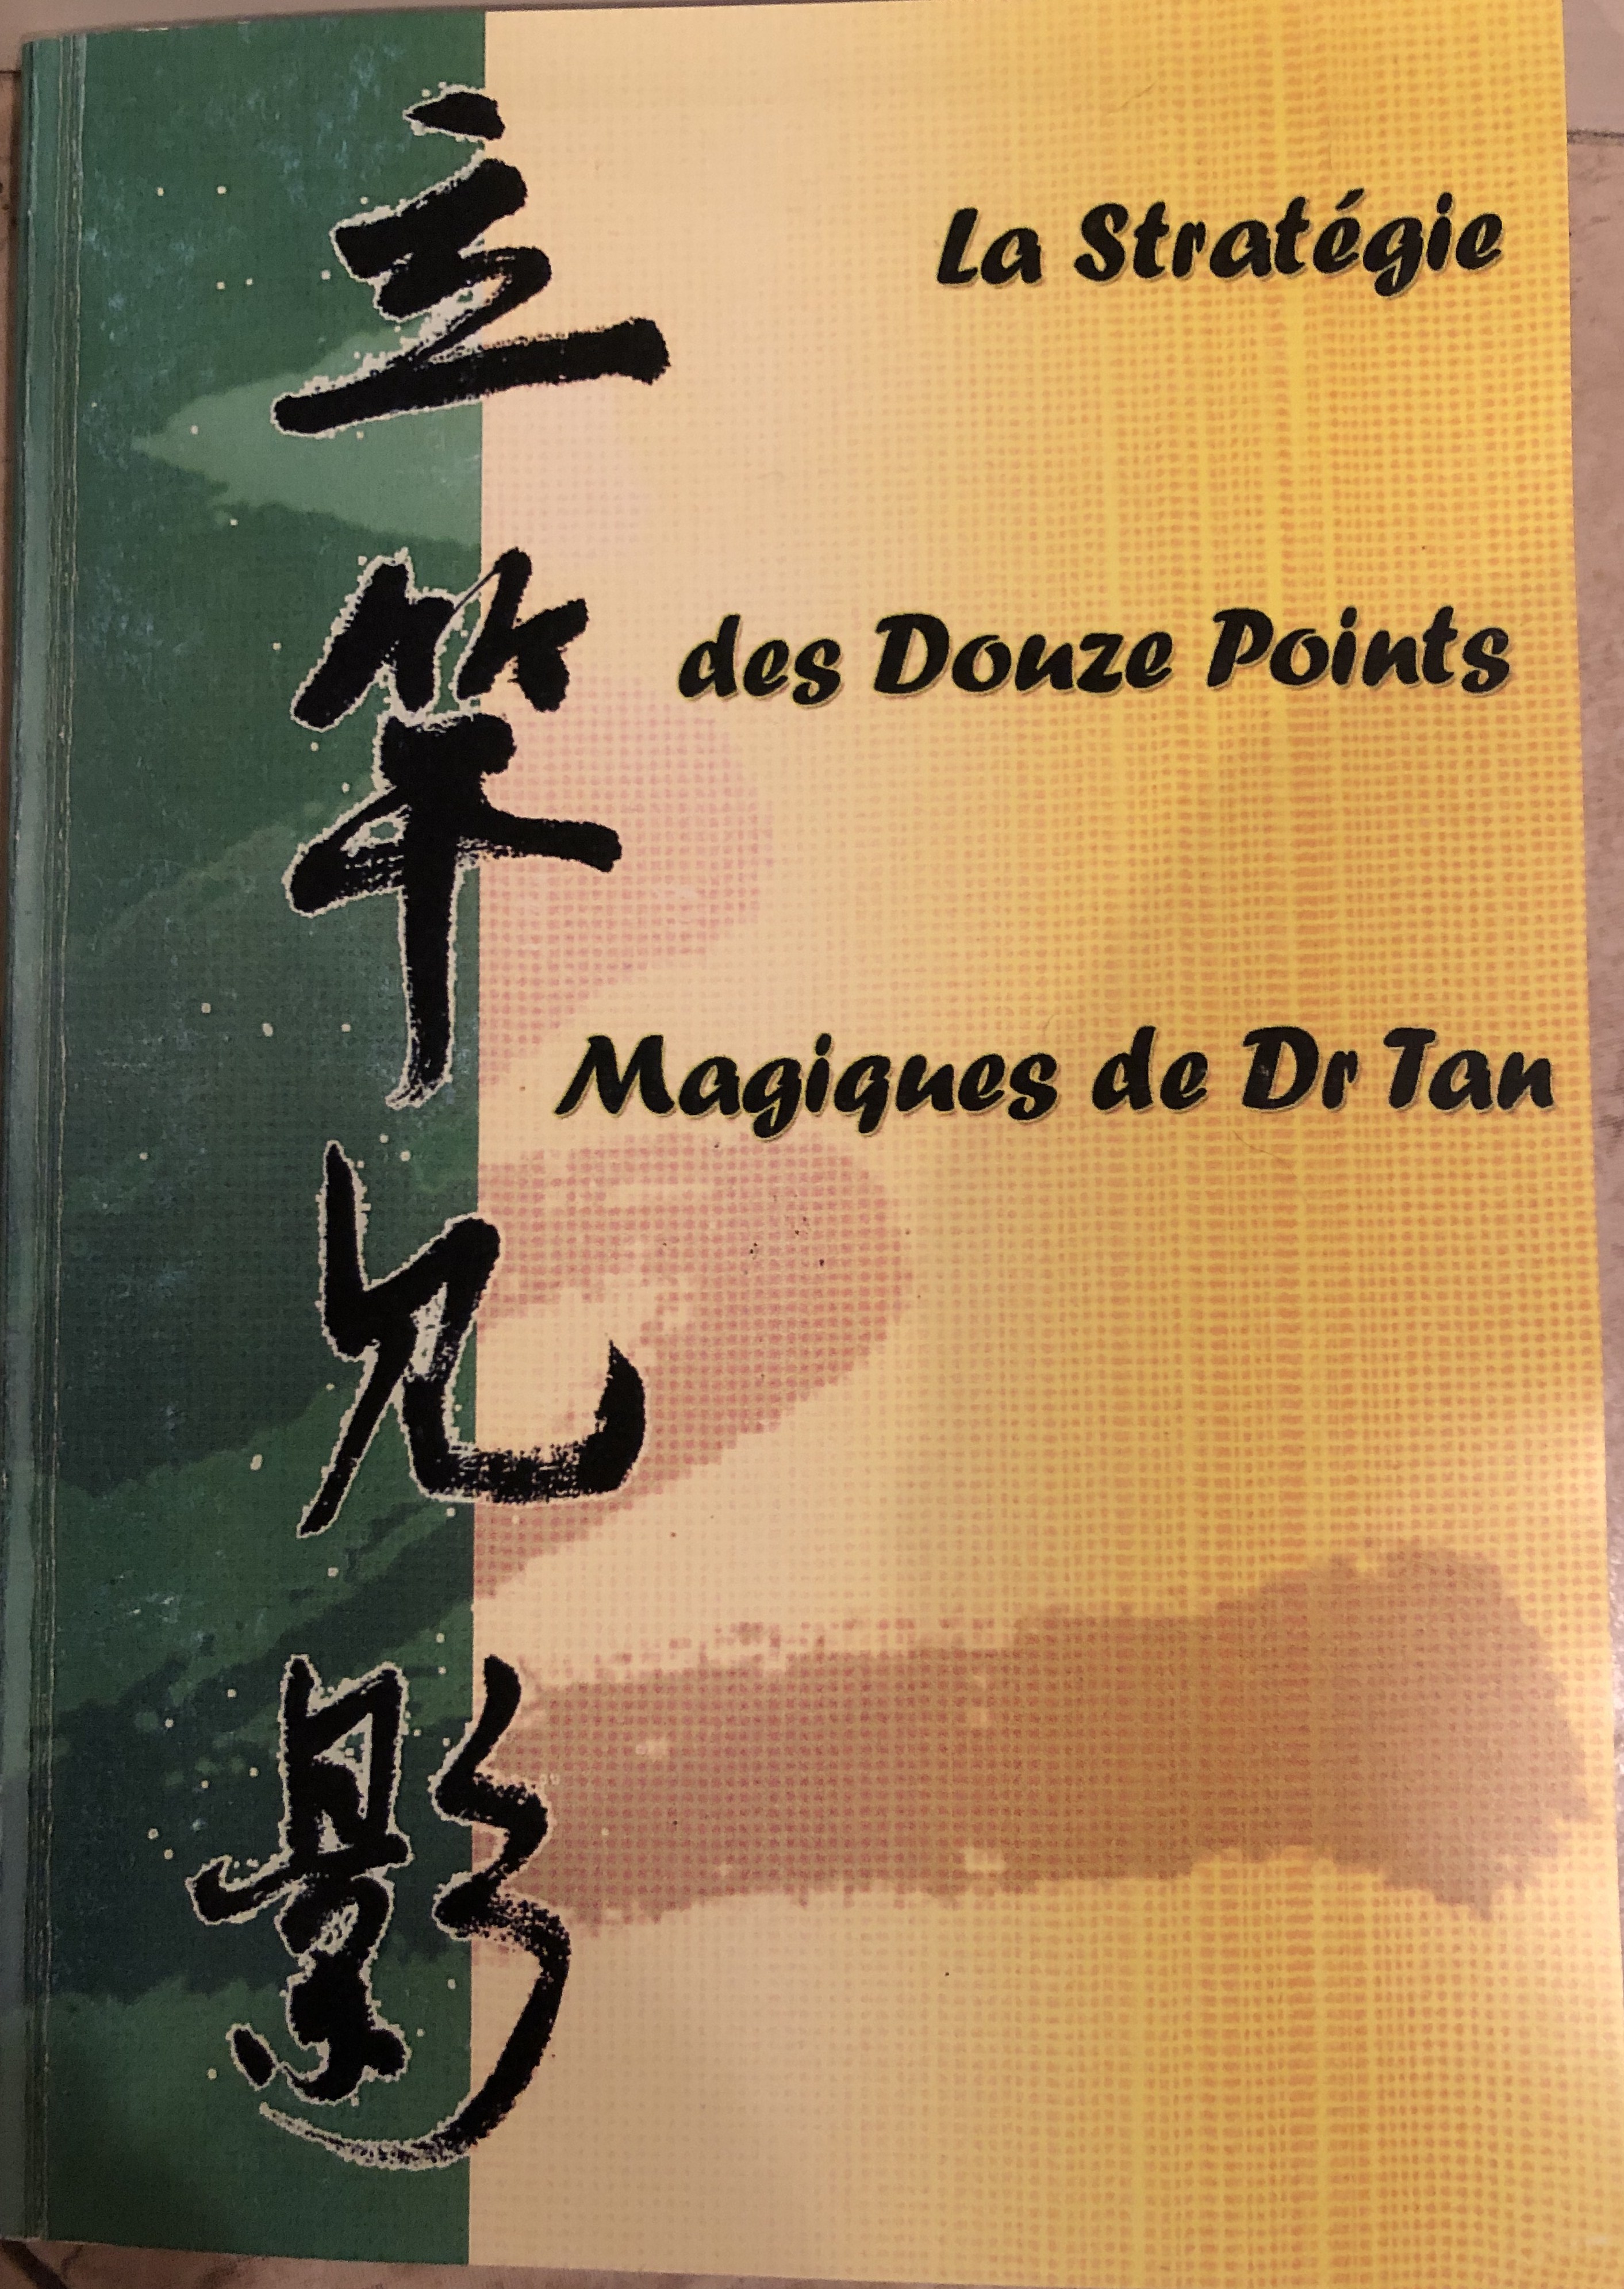 立竿見影
La Stratégie
des Douze Points
Magiques de Dr Tan